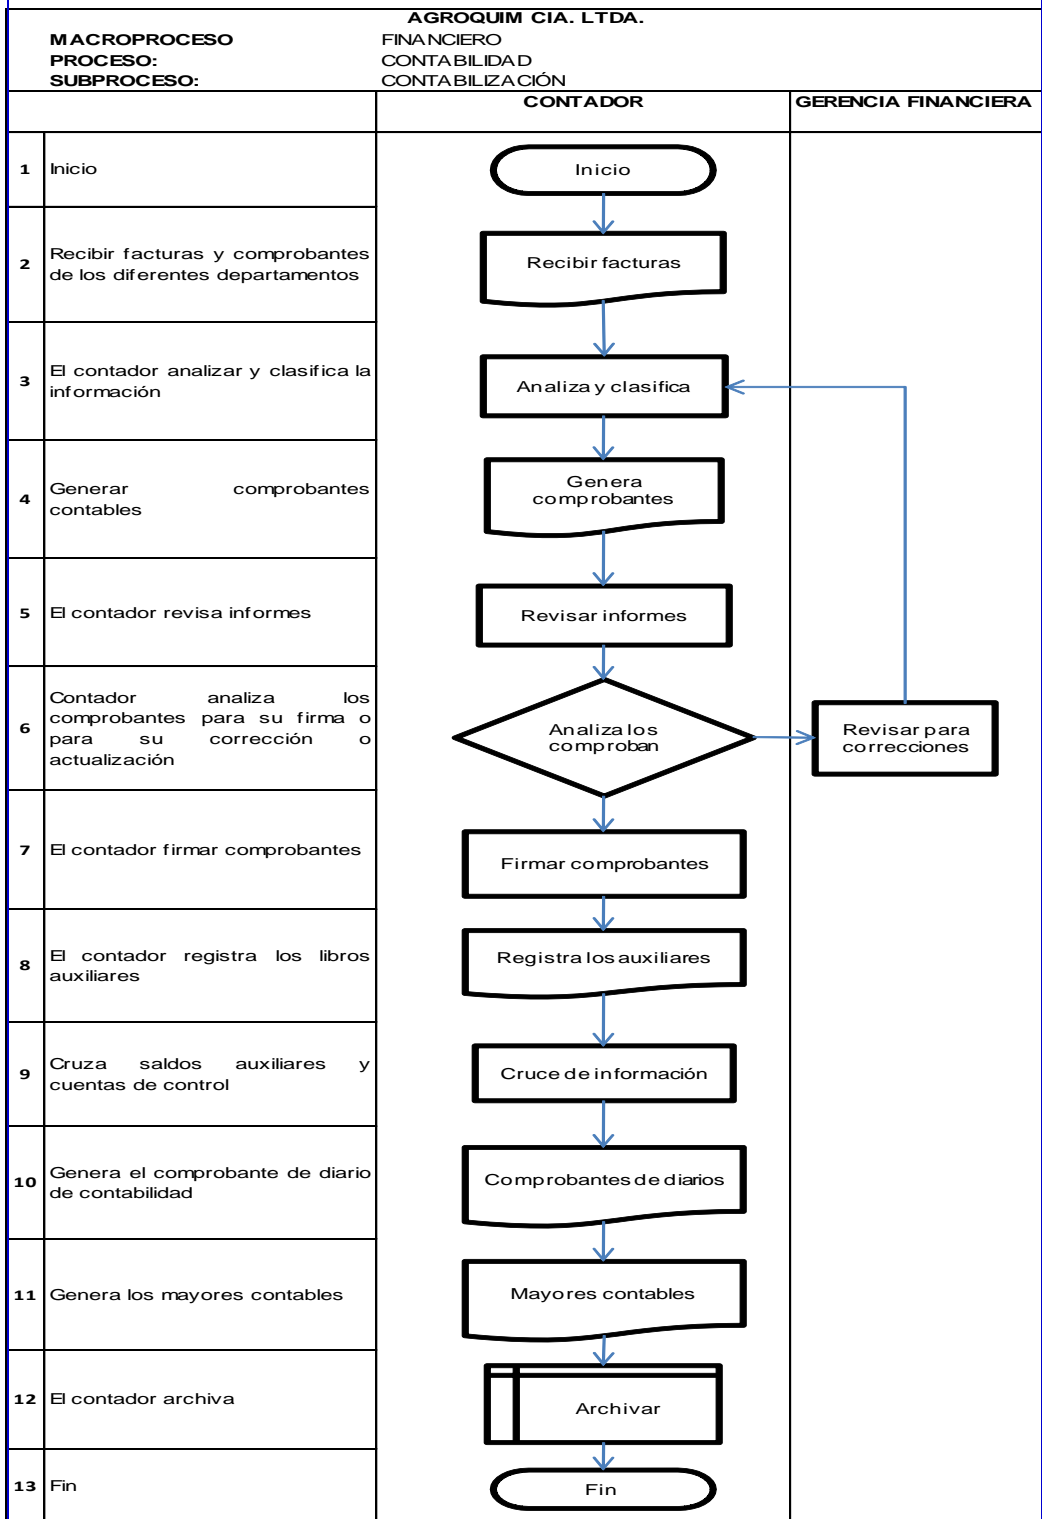 AGROQUIM CIA. LTDA.
MACROPROCESO FINANCIERO
PROCESO: CONTABILIDAD
SUBPROCESO: CONTABILIZACIÓN
CONTADOR GERENCIA FINANCIERA
1 Inicio
Inicio
2 Recibir facturas y comprobantes
de los diferentes departamentos
Recibir facturas
3 El contador analizar y clasifica la
información
Analiza y clasifica
4 Generar comprobantes
contables
Genera
comprobantes
5 El contador revisa informes
Revisar informes
6 Contador analiza los
comprobantes para su firma o
para su corrección o
actualización
Analiza los
comproban
Revisar para
correcciones
7 El contador firmar comprobantes
Firmar comprobantes
8 El contador registra los libros
auxiliares
Registra los auxiliares
9 Cruza saldos auxiliares y
cuentas de control
Cruce de información
10 Genera el comprobante de diario
de contabilidad
Comprobantes de diarios
11 Genera los mayores contables
Mayores contables
12 El contador archiva
Archivar
13 Fin
Fin